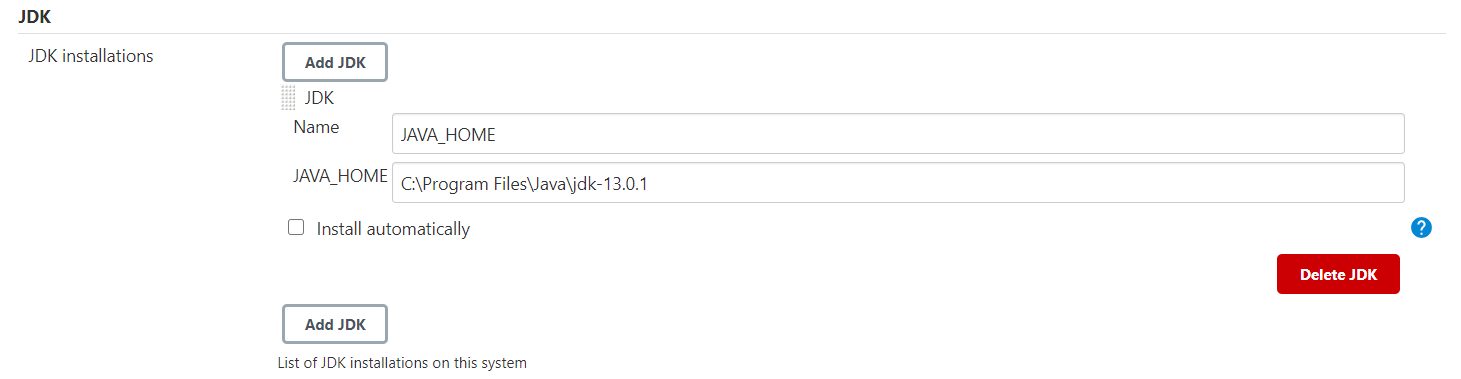 JDK
JDK installations
Add JDK
JDK
Name
JAVA_HOME
JAVA_HOME
C:\Program Files\Java\jdk-13.0.1
Install automatically
?
Delete JDK
Add JDK
List of JDK installations on this system